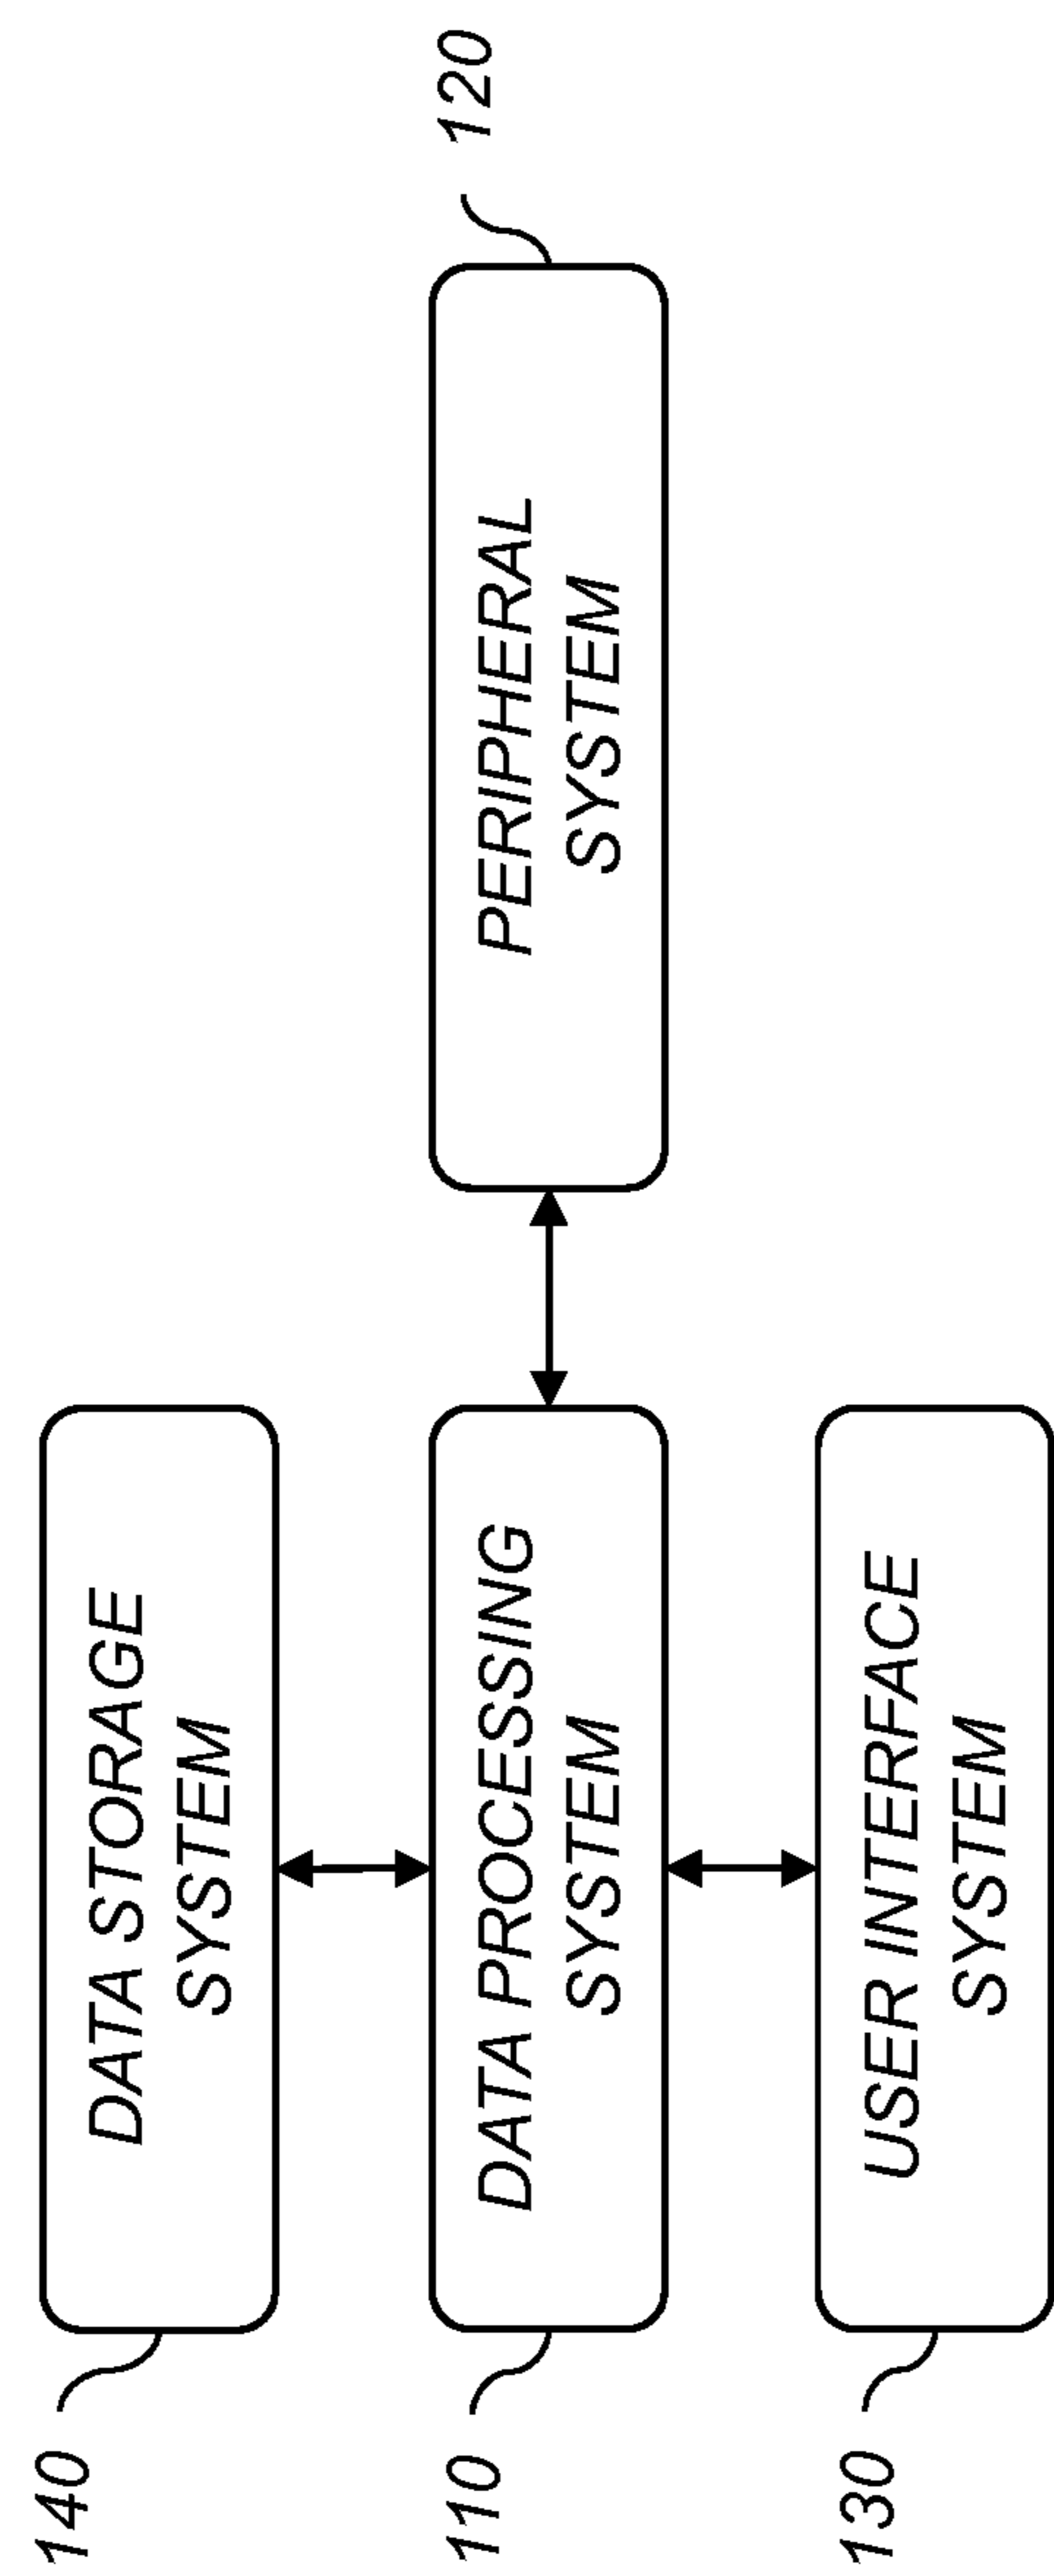 140
DATA STORAGE
SYSTEM
110
DATA PROCESSING
SYSTEM
PERIPHERAL
SYSTEM
120
130
USER INTERFACE
SYSTEM